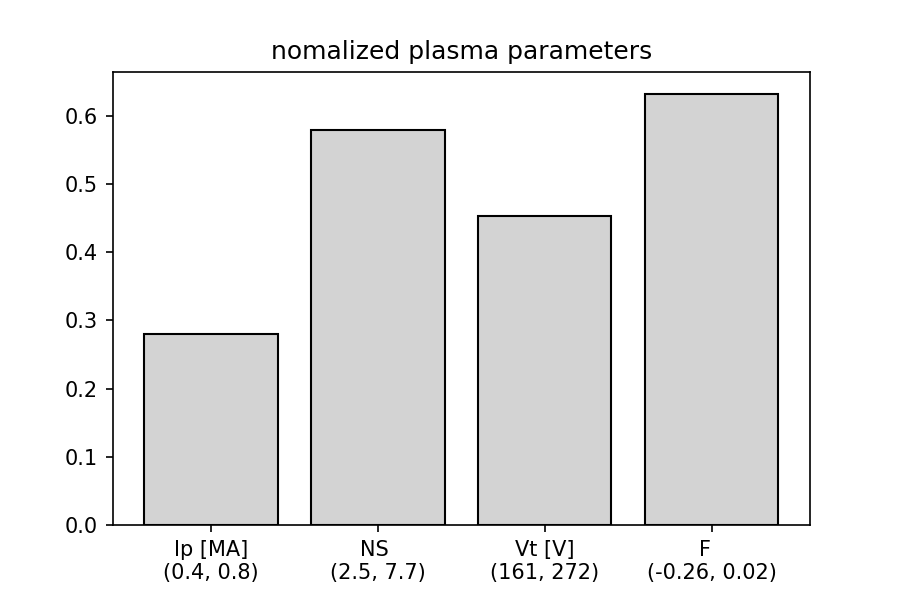 nomalized plasma parameters
0.6
0.5
0.4
0.3
0.2
0.1
0.0
Ip [MA] NS Vt [V] F
(0.4, 0.8) (2.5, 7.7) (161, 272) (-0.26, 0.02)